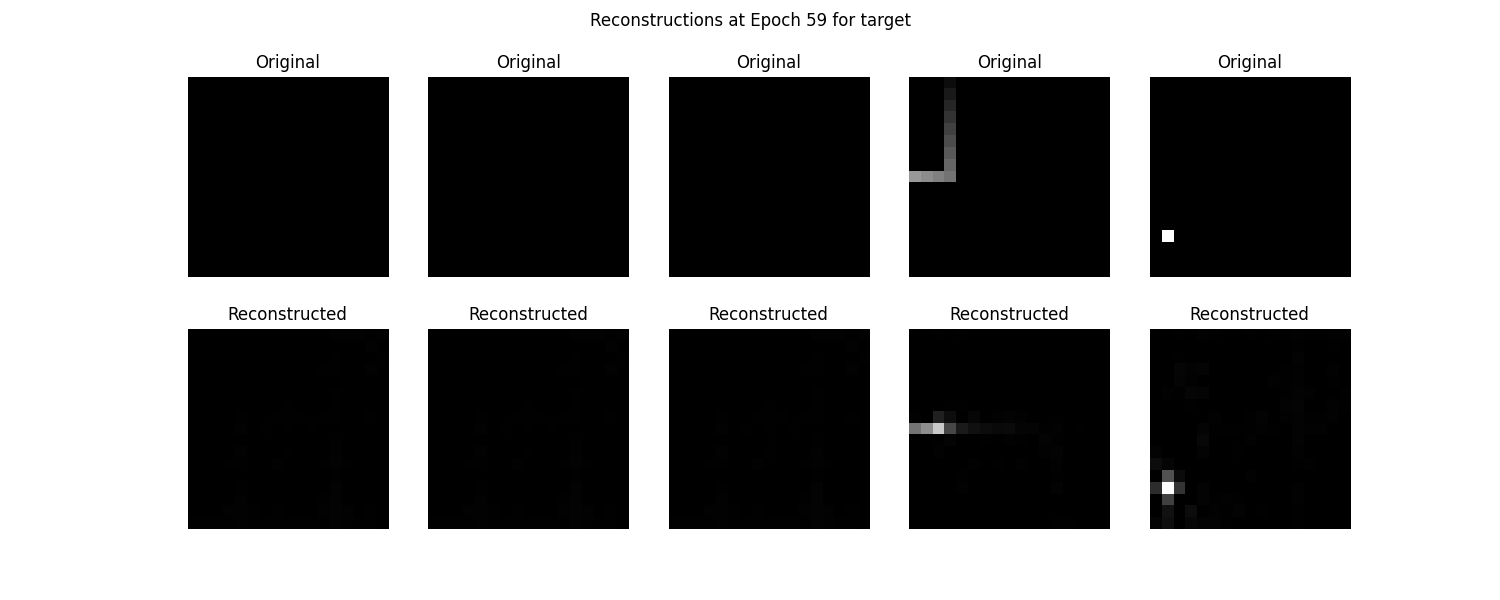 Reconstructions at Epoch 59 for target
Original Original Original Original Original
Reconstructed Reconstructed Reconstructed Reconstructed Reconstructed